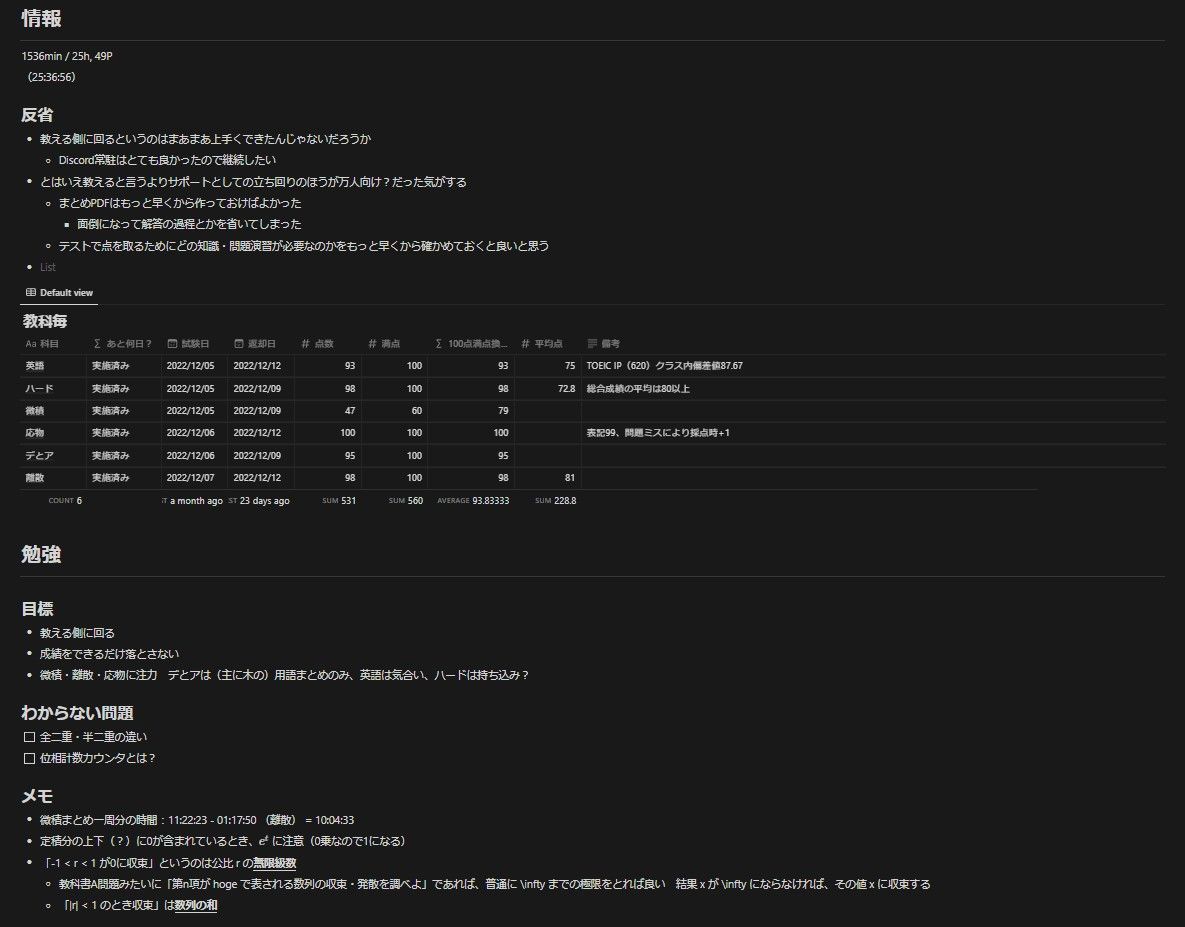 情報
1536min / 25h, 49P
（25:36:56）
反省
• 教える側に回るというのはまあまあ上手くできたんじゃないだろうか
◦ Discord常駐はとても良かったので継続したい
• とはいえ教えると言うよりサポートとしての立ち回りのほうが万人向け？だった気がする
◦ まとめPDFはもっと早くから作っておけばよかった
▪ 面倒になって解答の過程とかを省いてしまった
◦ テストで点を取るためにどの知識・問題演習が必要なのかをもっと早くから確かめておくと良いと思う
• List
Default view
教科毎
Aa 科目 Σ あと何日？ 試験日 返却日 # 点数 # 満点 Σ 100点満点換... # 平均点 備考
英語 実施済み 2022/12/05 2022/12/12 93 100 93 75 TOEIC IP（620）クラス内偏差値87.67
ハード 実施済み 2022/12/05 2022/12/09 98 100 98 72.8 総合成績の平均は80以上
微積 実施済み 2022/12/05 2022/12/09 47 60 79
応物 実施済み 2022/12/06 2022/12/12 100 100 100 表記99、問題ミスにより採点時+1
デとア 実施済み 2022/12/06 2022/12/09 95 100 95
離散 実施済み 2022/12/07 2022/12/12 98 100 98 81
COUNT 6 ST a month ago ST 23 days ago SUM 531 SUM 560 AVERAGE 93.83333 SUM 228.8
勉強
目標
• 教える側に回る
• 成績をできるだけ落とさない
• 微積・離散・応物に注力　デとアは（主に木の）用語まとめのみ、英語は気合い、ハードは持ち込み？
わからない問題
全二重・半二重の違い
位相計数カウンタとは？
メモ
• 微積まとめ一周分の時間：11:22:23 - 01:17:50 （離散） = 10:04:33
• 定積分の上下（？）に0が含まれているとき、eᵗ に注意（0乗なので1になる）
• 「-1 < r < 1 が0に収束」というのは公比 r の無限級数
◦ 教科書A問題みたいに「第n項が hoge で表される数列の収束・発散を調べよ」であれば、普通に \infty までの極限をとれば良い　結果 x が \infty にならなければ、その値 x に収束する
◦ 「|r| < 1 のとき収束」は数列の和